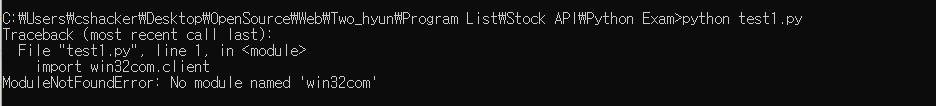 C:₩Users₩cshacker₩Desktop₩OpenSource₩Web₩Two_hyun₩Program List₩Stock API₩Python Exam>python test1.py
Traceback (most recent call last):
  File "test1.py", line 1, in <module>
    import win32com.client
ModuleNotFoundError: No module named 'win32com'